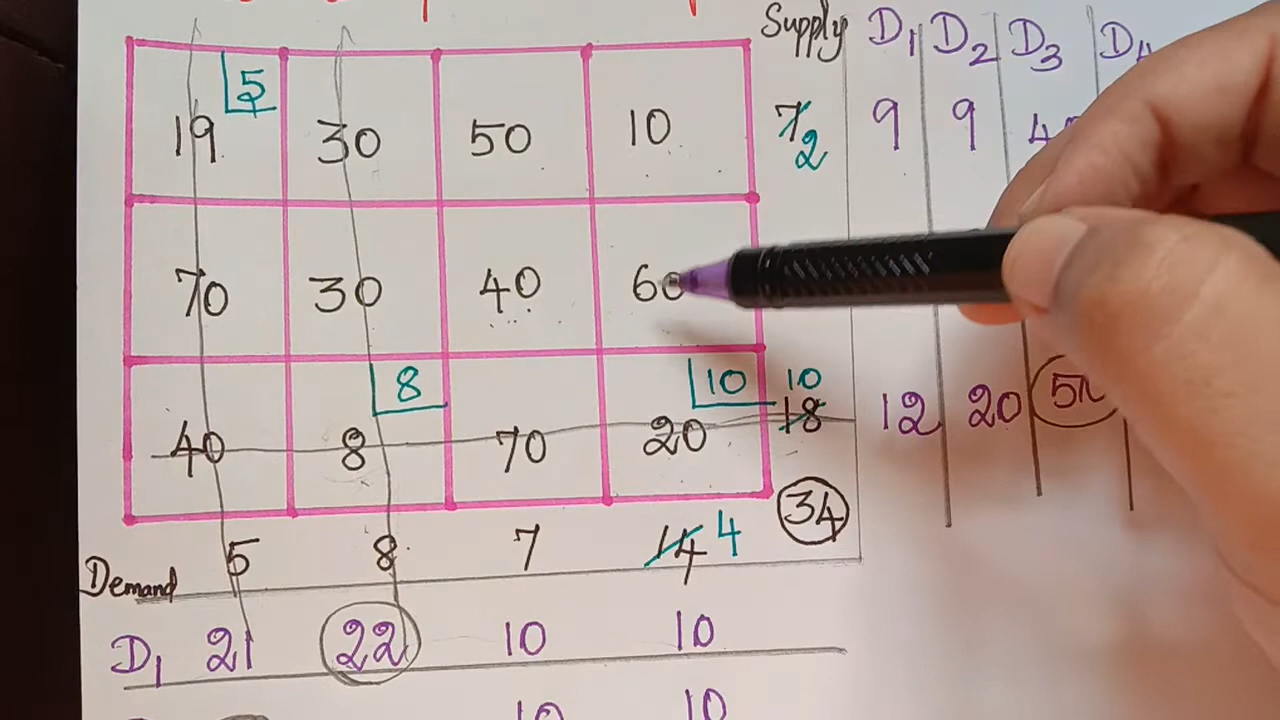 Supply D1 D2 D3 D4
5
19 30 50 10 7 2 9 9
70 30 40 60
8 10 10
40 8 70 20 18 12 20
34
Demand 5 8 7 14 4
D1 21 22 10 10
10 10